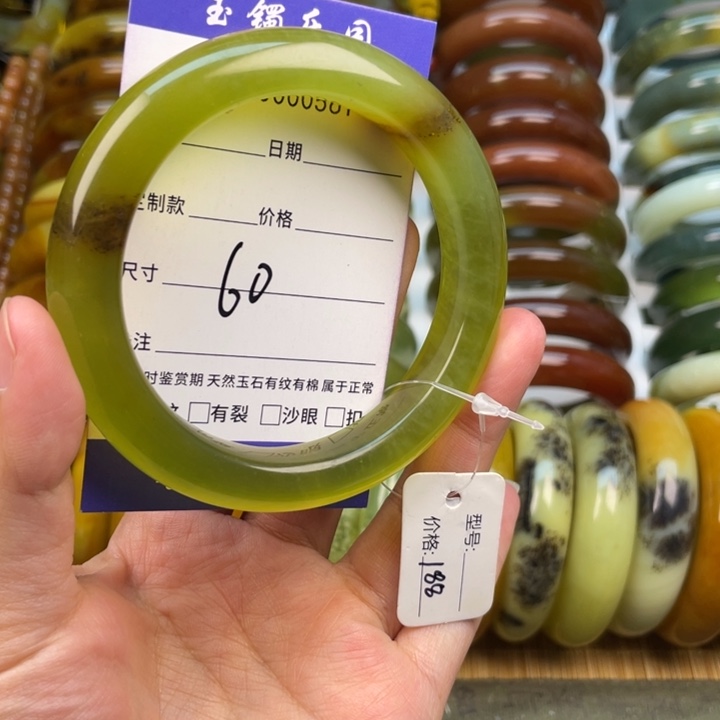 玉镯乐园
000581
日期
制款 价格
尺寸 60
注
时鉴赏期 天然玉石有纹有棉 属于正常
有裂 沙眼 扣
型号:
价格: 188